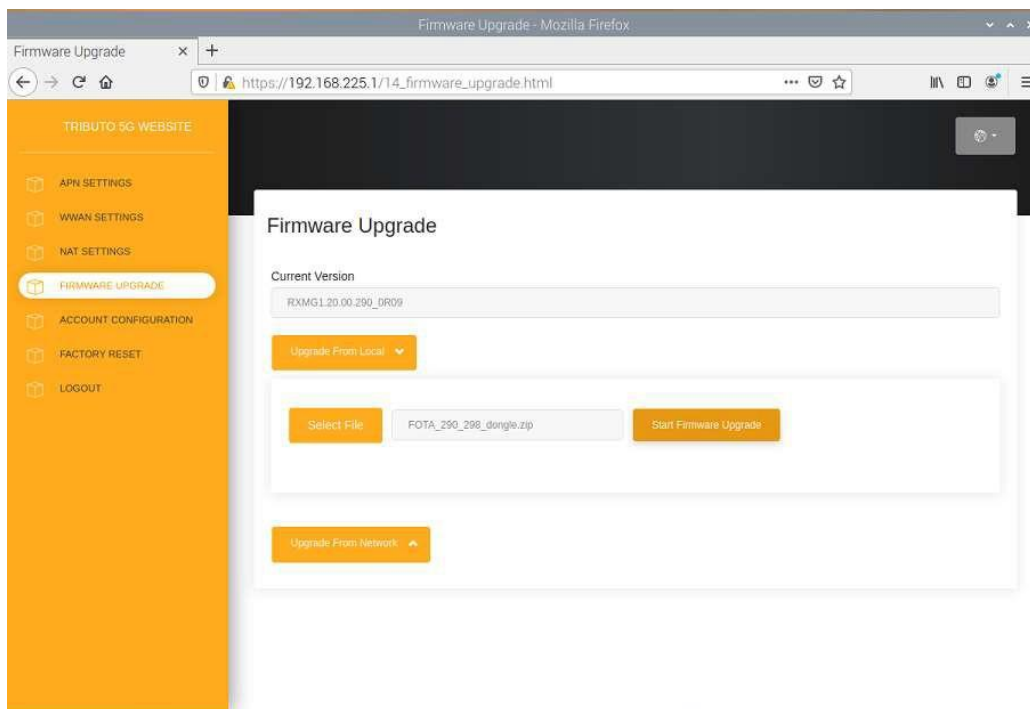 Firmware Upgrade - Mozilla Firefox
Firmware Upgrade × +
https://192.168.225.1/14_firmware_upgrade.html
TRIBUTO 5G WEBSITE
APN SETTINGS
WWAN SETTINGS
NAT SETTINGS
FIRMWARE UPGRADE
ACCOUNT CONFIGURATION
FACTORY RESET
LOGOUT
Firmware Upgrade
Current Version
RXMG1.20.00.290_0R09
Upgrade From Local
Select File
FOTA_290_298_dongle.zip
Start Firmware Upgrade
Upgrade From Network